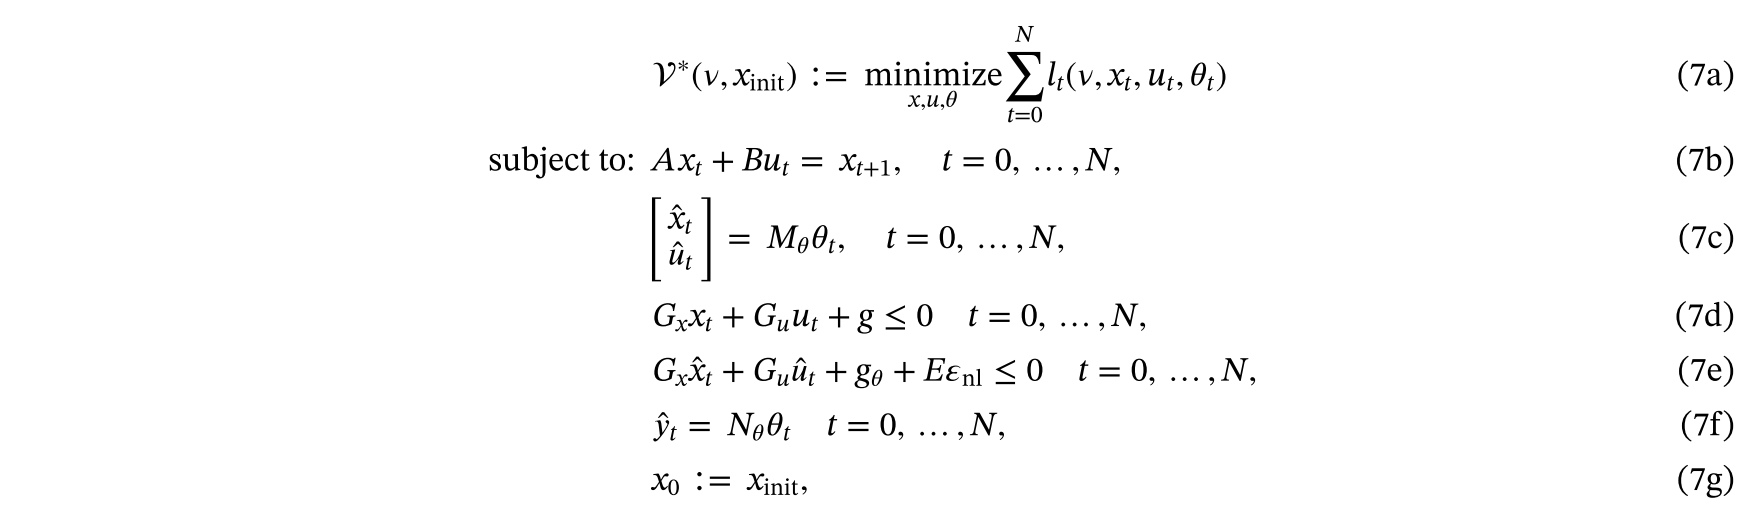 𝒱*(ν, x_init) := minimize_{x,u,θ} ∑_{t=0}^{N} l_t(ν, x_t, u_t, θ_t) (7a)
subject to: Ax_t + Bu_t = x_{t+1}, t = 0, … , N, (7b)
[x̂_t û_t] = M_θ θ_t, t = 0, … , N, (7c)
G_x x_t + G_u u_t + g ≤ 0 t = 0, … , N, (7d)
G_x x̂_t + G_u û_t + g_θ + Eε_nl ≤ 0 t = 0, … , N, (7e)
ŷ_t = N_θ θ_t t = 0, … , N, (7f)
x_0 := x_init, (7g)